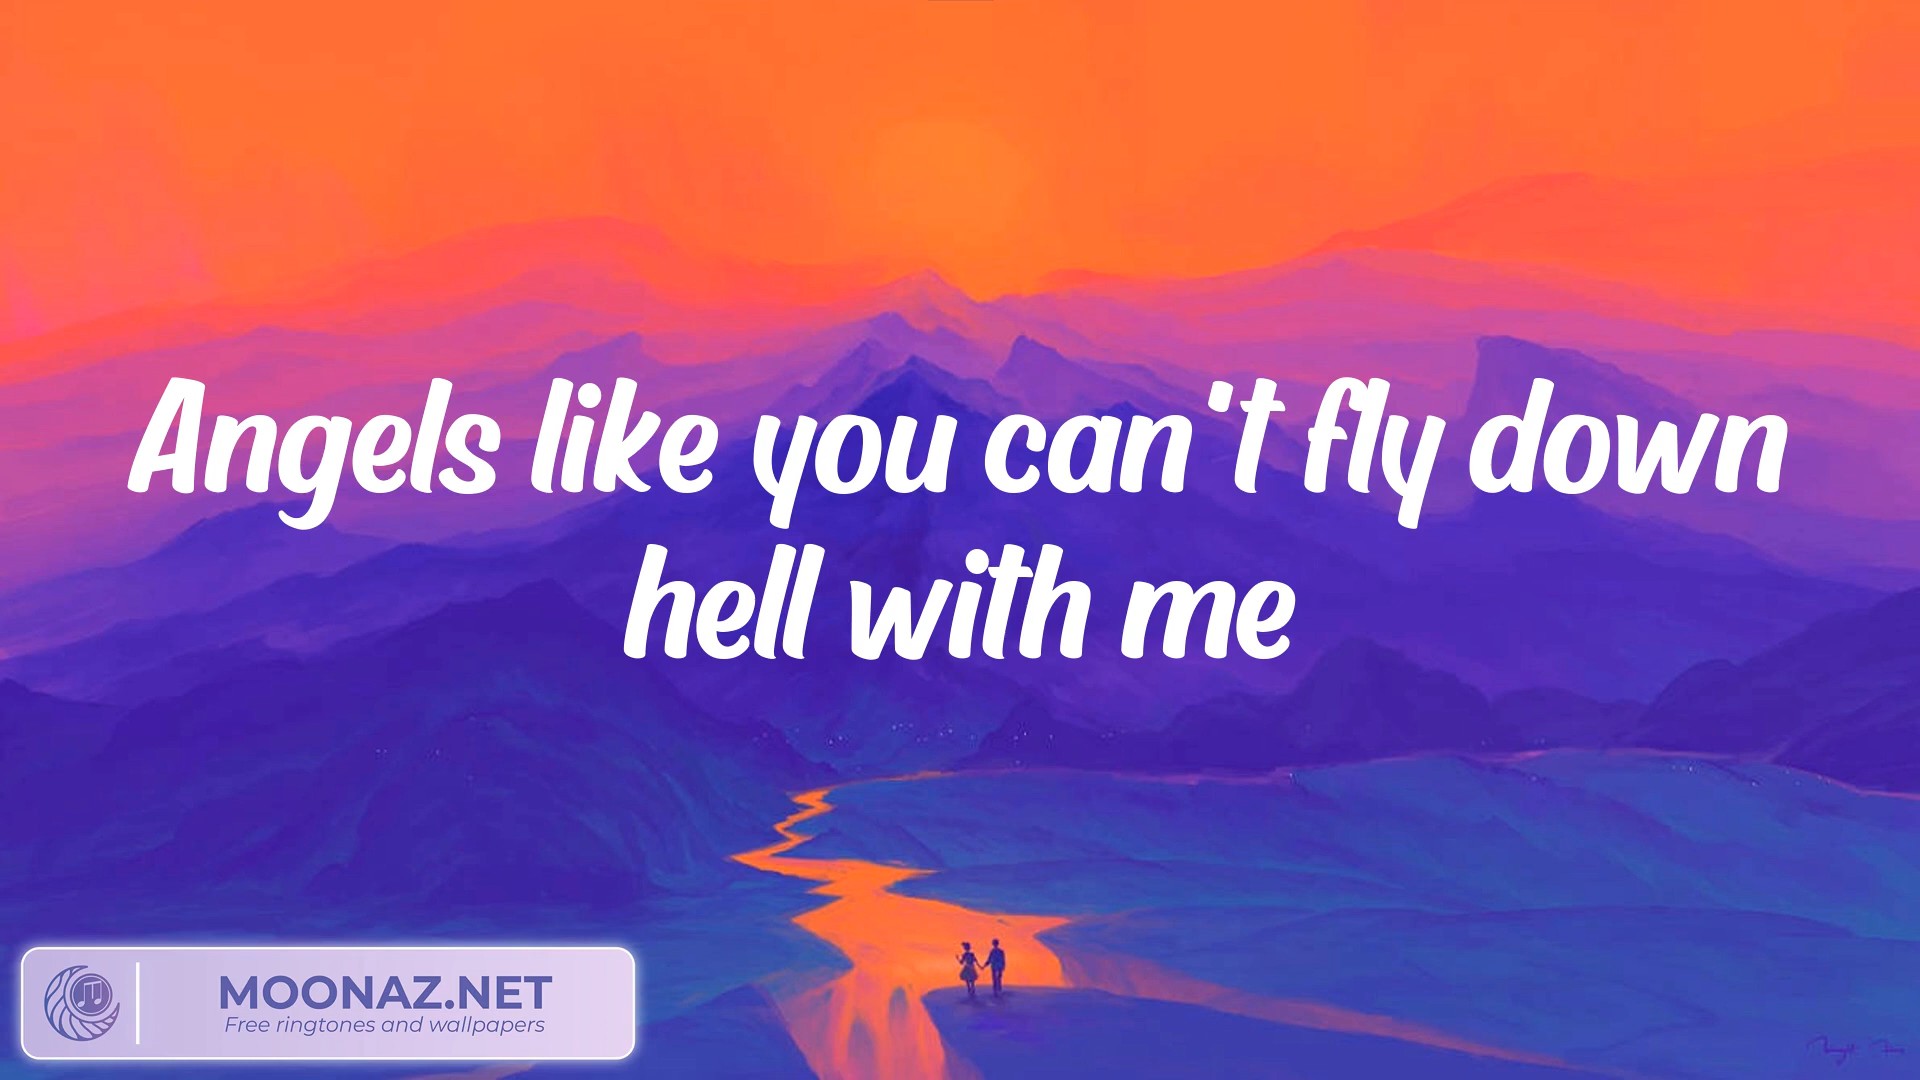 Angels like you can't fly down
hell with me
MOONAZ.NET
Free ringtones and wallpapers